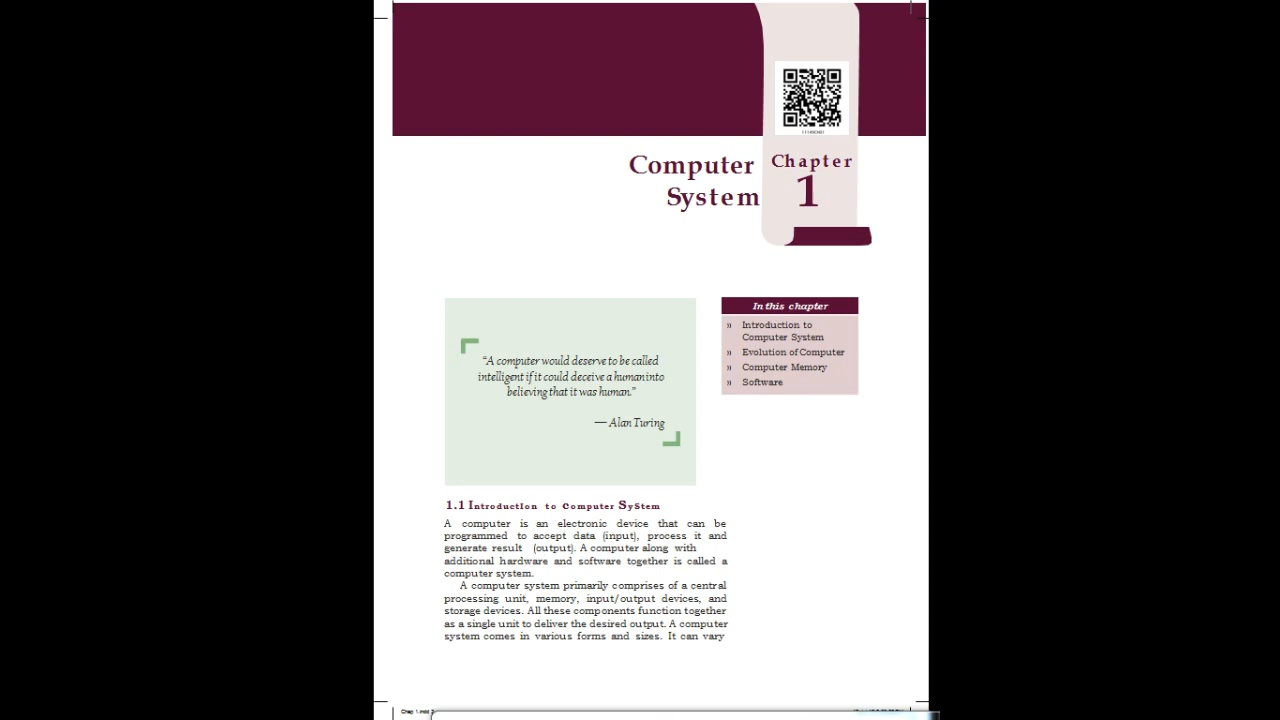 Computer
System
Chapter
1
"A computer would deserve to be called
intelligent if it could deceive a human into
believing that it was human."
— Alan Turing
In this chapter
» Introduction to
Computer System
» Evolution of Computer
» Computer Memory
» Software
1.1 IntroductIon to Computer SyStem
A computer is an electronic device that can be
programmed to accept data (input), process it and
generate result (output). A computer along with
additional hardware and software together is called a
computer system.
A computer system primarily comprises of a central
processing unit, memory, input/output devices, and
storage devices. All these components function together
as a single unit to deliver the desired output. A computer
system comes in various forms and sizes. It can vary